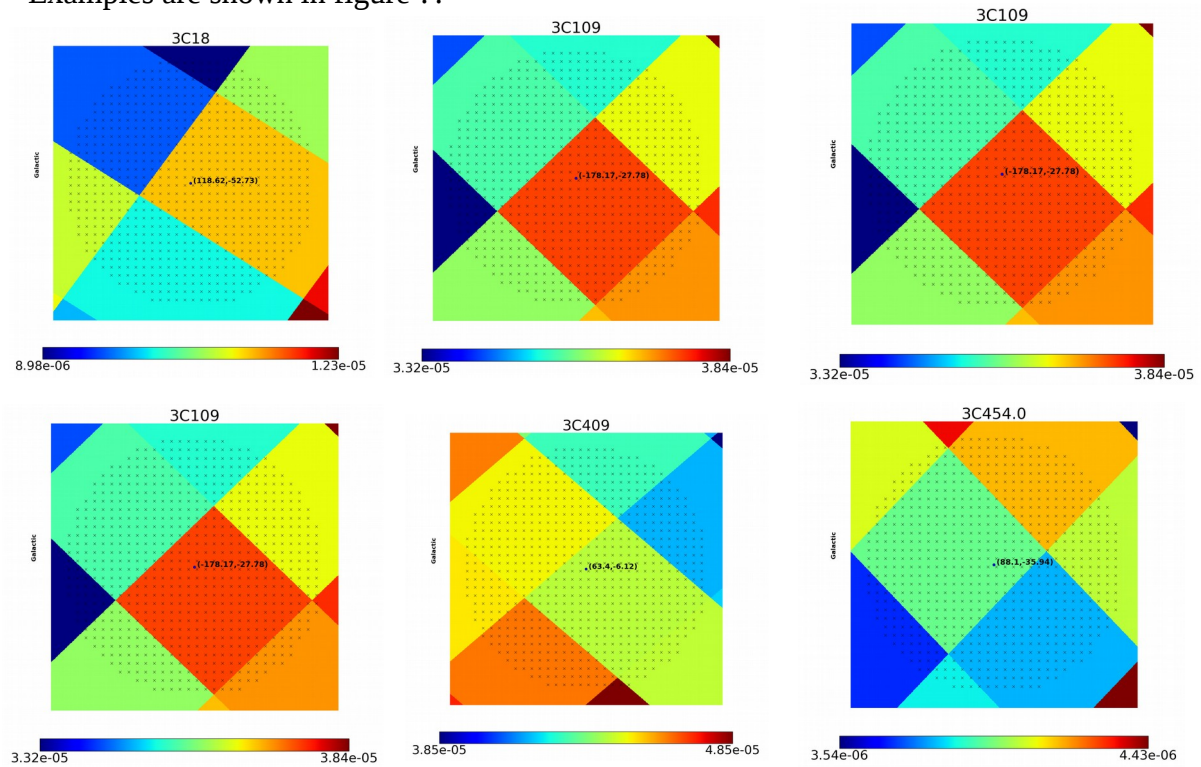 Examples are shown in figure ??
3C18
Galactic
(118.62,-52.73)
8.98e-06 1.23e-05
3C109
Galactic
(-178.17,-27.78)
3.32e-05 3.84e-05
3C109
Galactic
(-178.17,-27.78)
3.32e-05 3.84e-05
3C109
Galactic
(-178.17,-27.78)
3.32e-05 3.84e-05
3C409
Galactic
(63.4,-6.12)
3.85e-05 4.85e-05
3C454.0
Galactic
(88.1,-35.94)
3.54e-06 4.43e-06